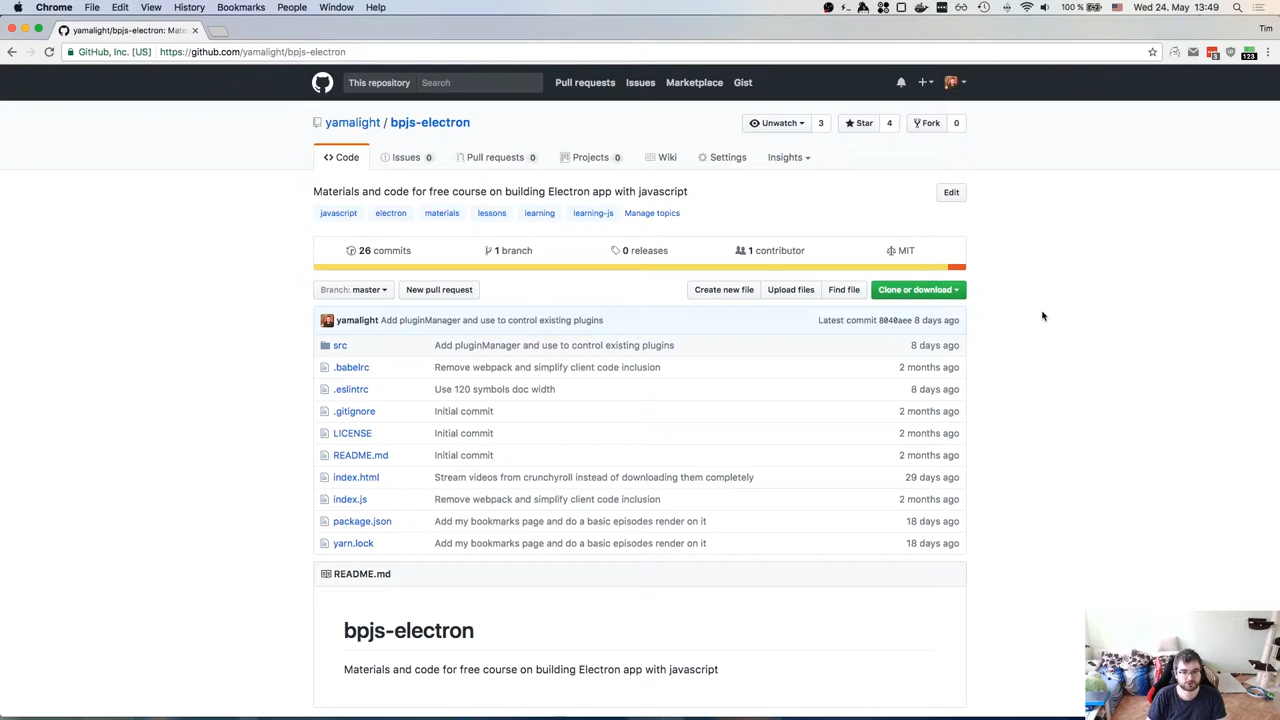 Chrome File Edit View History Bookmarks People Window Help 100 % Wed 24. May 13:49
yamalight/bpjs-electron: Mate Tim
GitHub, Inc. [US] https://github.com/yamalight/bpjs-electron 3 123
This repository Search Pull requests Issues Marketplace Gist
yamalight / bpjs-electron Unwatch 3 Star 4 Fork 0
Code Issues 0 Pull requests 0 Projects 0 Wiki Settings Insights
Materials and code for free course on building Electron app with javascript Edit
javascript electron materials lessons learning learning-js Manage topics
26 commits 1 branch 0 releases 1 contributor MIT
Branch: master New pull request Create new file Upload files Find file Clone or download
yamalight Add pluginManager and use to control existing plugins Latest commit 8040aee 8 days ago
src Add pluginManager and use to control existing plugins 8 days ago
.babelrc Remove webpack and simplify client code inclusion 2 months ago
.eslintrc Use 120 symbols doc width 8 days ago
.gitignore Initial commit 2 months ago
LICENSE Initial commit 2 months ago
README.md Initial commit 2 months ago
index.html Stream videos from crunchyroll instead of downloading them completely 29 days ago
index.js Remove webpack and simplify client code inclusion 2 months ago
package.json Add my bookmarks page and do a basic episodes render on it 18 days ago
yarn.lock Add my bookmarks page and do a basic episodes render on it 18 days ago
README.md
bpjs-electron
Materials and code for free course on building Electron app with javascript